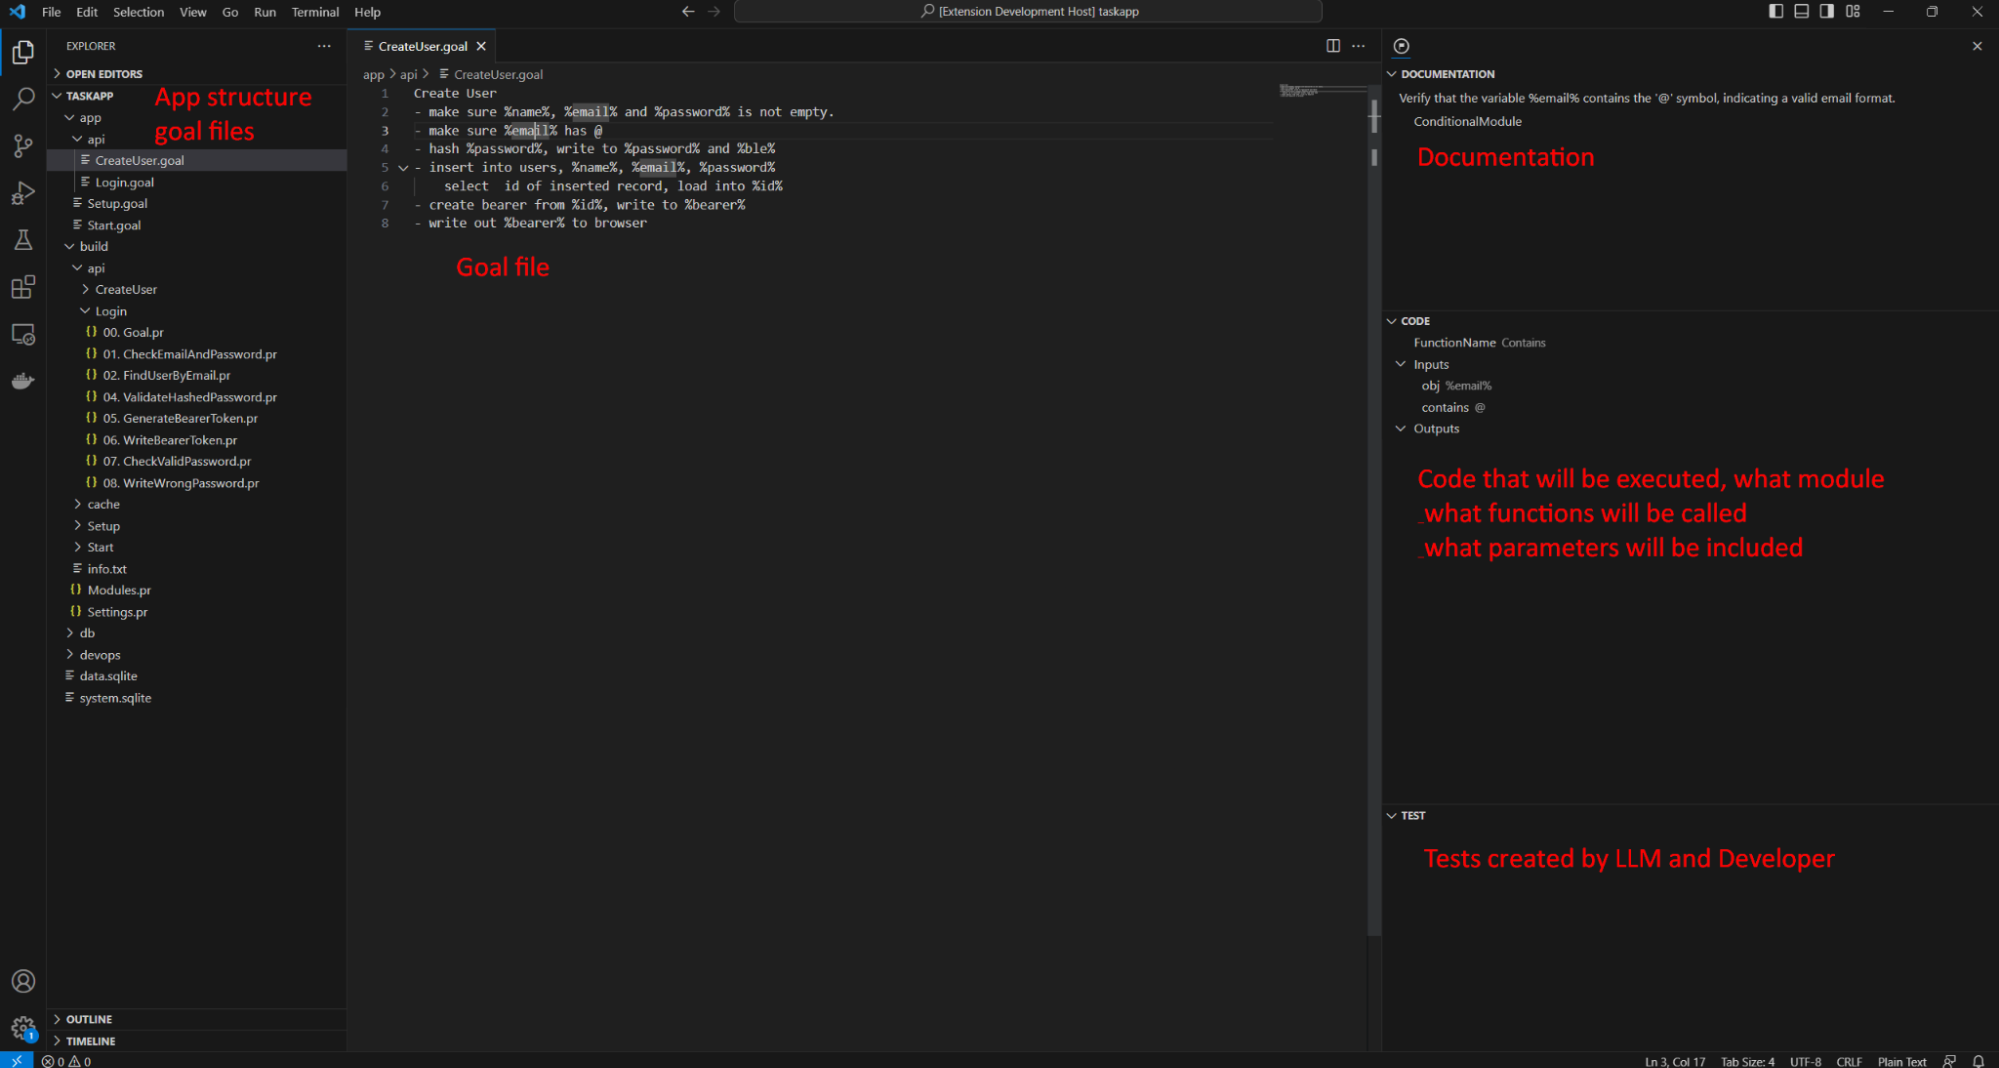 File Edit Selection View Go Run Terminal Help
[Extension Development Host] taskapp
EXPLORER
OPEN EDITORS
TASKAPP
App structure
goal files
app
api
CreateUser.goal
Login.goal
Setup.goal
Start.goal
build
api
CreateUser
Login
{} 00. Goal.pr
{} 01. CheckEmailAndPassword.pr
{} 02. FindUserByEmail.pr
{} 04. ValidateHashedPassword.pr
{} 05. GenerateBearerToken.pr
{} 06. WriteBearerToken.pr
{} 07. CheckValidPassword.pr
{} 08. WriteWrongPassword.pr
cache
Setup
Start
info.txt
{} Modules.pr
{} Settings.pr
db
devops
data.sqlite
system.sqlite
OUTLINE
TIMELINE
CreateUser.goal
app > api > CreateUser.goal
1 Create User
2 - make sure %name%, %email% and %password% is not empty.
3 - make sure %email% has @
4 - hash %password%, write to %password% and %ble%
5 - insert into users, %name%, %email%, %password%
6 select id of inserted record, load into %id%
7 - create bearer from %id%, write to %bearer%
8 - write out %bearer% to browser
Goal file
DOCUMENTATION
Verify that the variable %email% contains the '@' symbol, indicating a valid email format.
ConditionalModule
Documentation
CODE
FunctionName Contains
Inputs
obj %email%
contains @
Outputs
Code that will be executed, what module
what functions will be called
what parameters will be included
TEST
Tests created by LLM and Developer
1
0 0
Ln 3, Col 17 Tab Size: 4 UTF-8 CRLF Plain Text